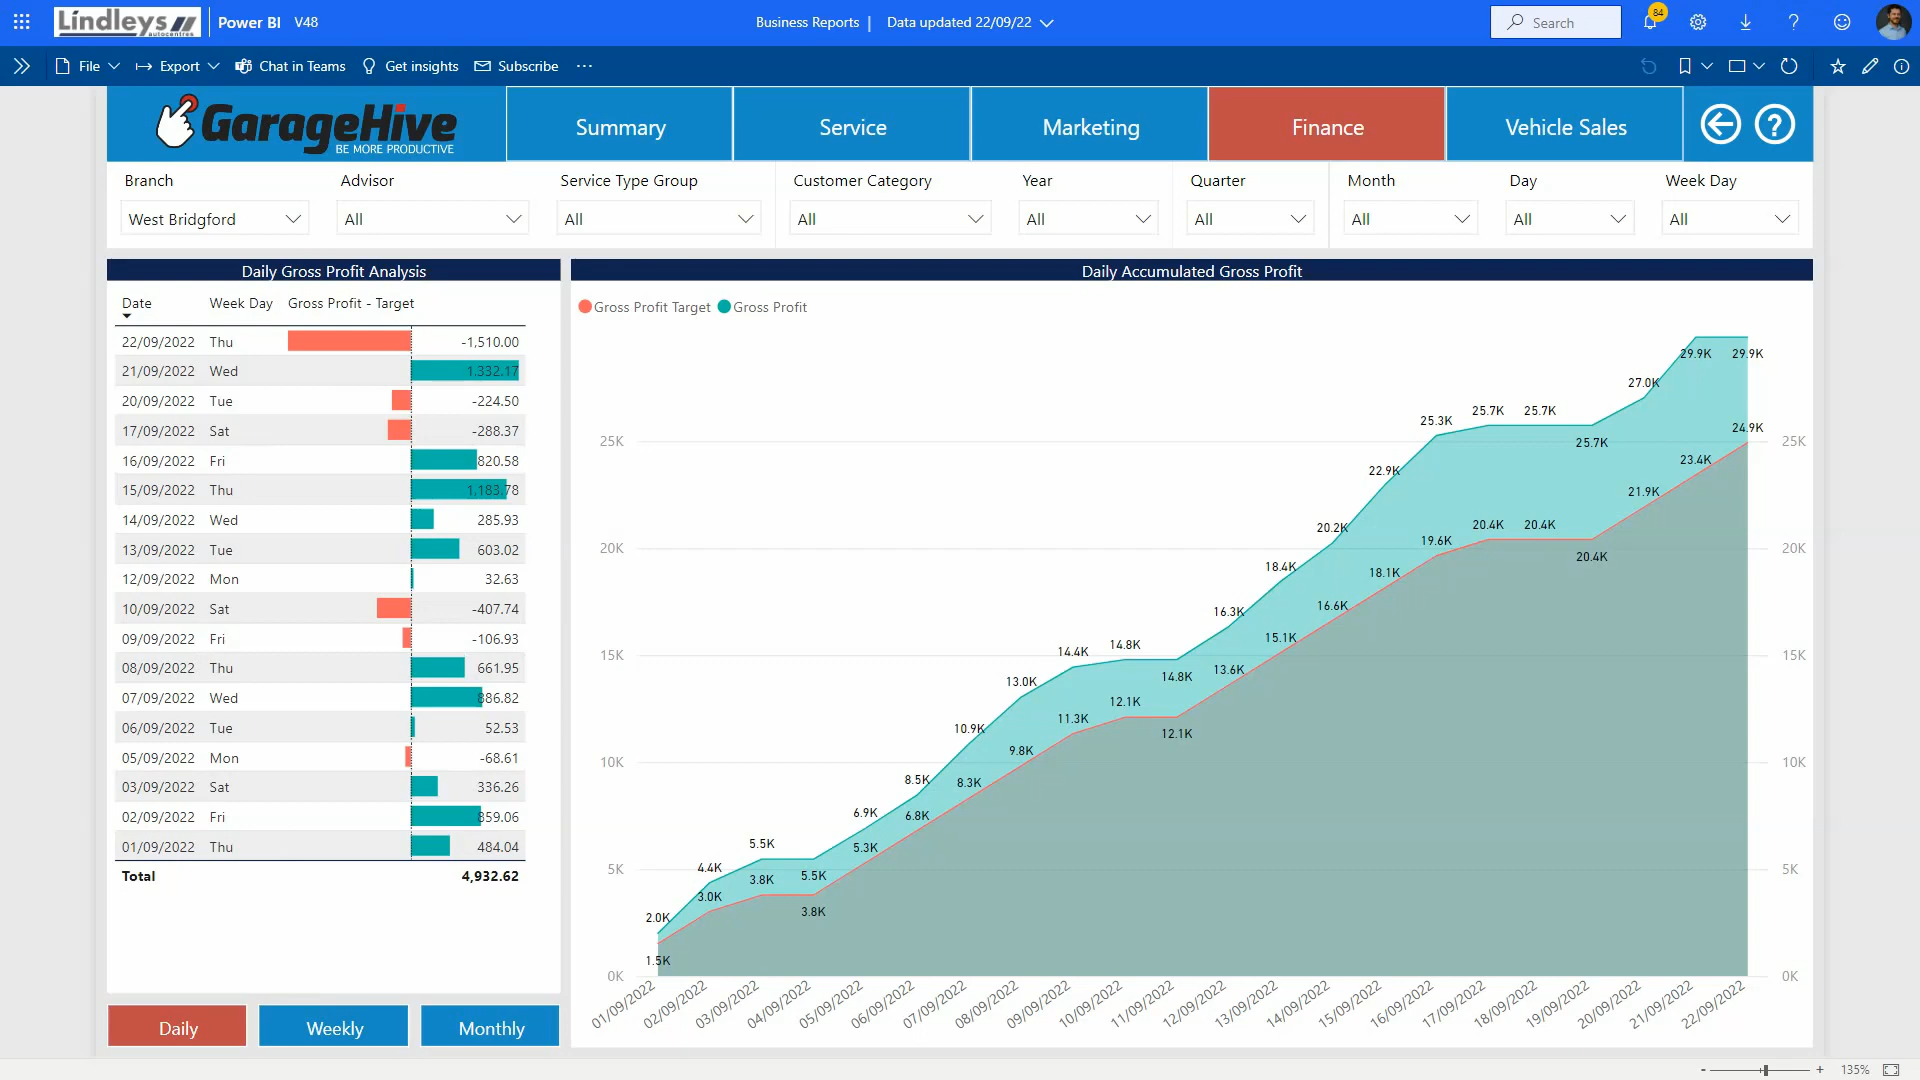 Lindleys
autocentres
Power BI V48
Business Reports | Data updated 22/09/22
Search
84
File Export Chat in Teams Get insights Subscribe ...
GarageHive
BE MORE PRODUCTIVE
Summary Service Marketing Finance Vehicle Sales
?
Branch Advisor Service Type Group Customer Category Year Quarter Month Day Week Day
West Bridgford All All All All All All All All
Daily Gross Profit Analysis
Date Week Day Gross Profit - Target
22/09/2022 Thu -1,510.00
21/09/2022 Wed 1,332.17
20/09/2022 Tue -224.50
17/09/2022 Sat -288.37
16/09/2022 Fri 820.58
15/09/2022 Thu 1,183.78
14/09/2022 Wed 285.93
13/09/2022 Tue 603.02
12/09/2022 Mon 32.63
10/09/2022 Sat -407.74
09/09/2022 Fri -106.93
08/09/2022 Thu 661.95
07/09/2022 Wed 886.82
06/09/2022 Tue 52.53
05/09/2022 Mon -68.61
03/09/2022 Sat 336.26
02/09/2022 Fri 859.06
01/09/2022 Thu 484.04
Total 4,932.62
Daily Weekly Monthly
Daily Accumulated Gross Profit
Gross Profit Target Gross Profit
25K
20K
15K
10K
5K
0K
2.0K 4.4K 5.5K 5.5K 6.9K 8.5K 10.9K 13.0K 14.4K 14.8K 14.8K 16.3K 18.4K 20.2K 22.9K 25.3K 25.7K 25.7K 25.7K 27.0K 29.9K 29.9K
1.5K 3.0K 3.8K 3.8K 5.3K 6.8K 8.3K 9.8K 11.3K 12.1K 12.1K 13.6K 15.1K 16.6K 18.1K 19.6K 20.4K 20.4K 20.4K 21.9K 23.4K 24.9K
25K
20K
15K
10K
5K
0K
01/09/2022 02/09/2022 03/09/2022 04/09/2022 05/09/2022 06/09/2022 07/09/2022 08/09/2022 09/09/2022 10/09/2022 11/09/2022 12/09/2022 13/09/2022 14/09/2022 15/09/2022 16/09/2022 17/09/2022 18/09/2022 19/09/2022 20/09/2022 21/09/2022 22/09/2022
- + 135%